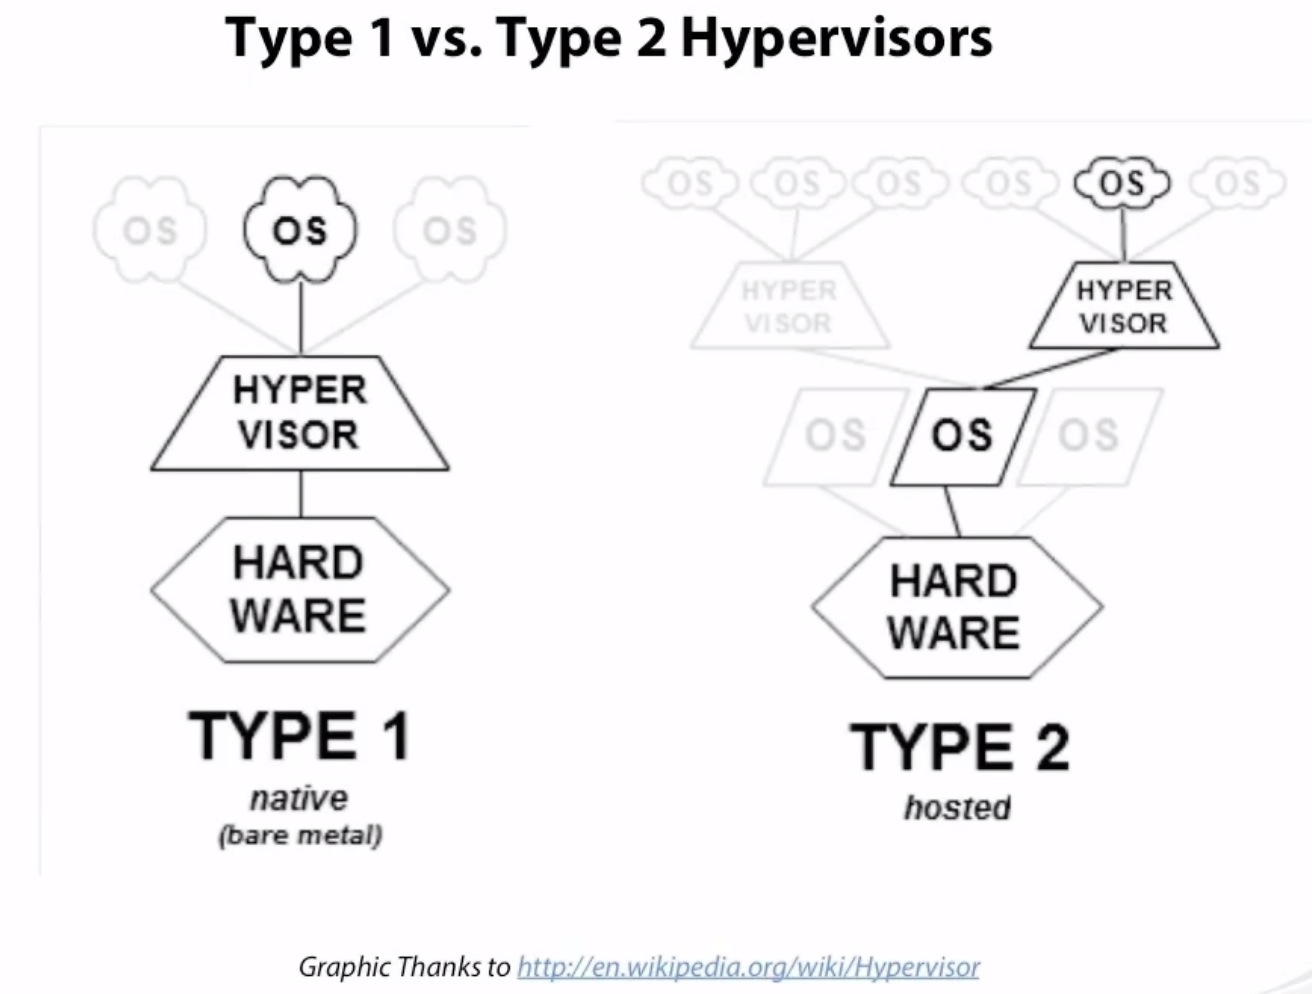 Type 1 vs. Type 2 Hypervisors
OS OS OS
HYPER
VISOR
HARD
WARE
TYPE 1
native
(bare metal)
OS OS OS OS OS OS
HYPER HYPER
VISOR VISOR
OS OS OS
HARD
WARE
TYPE 2
hosted
Graphic Thanks to http://en.wikipedia.org/wiki/Hypervisor